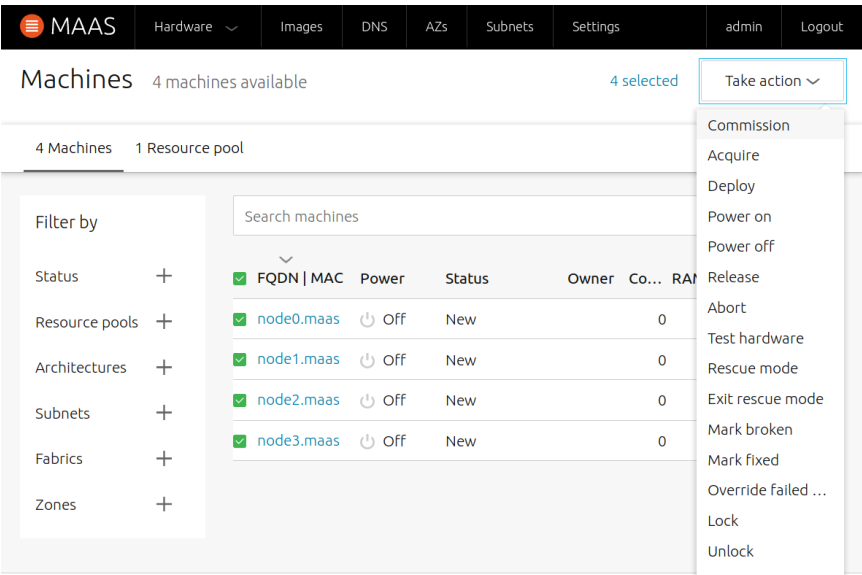 MAAS Hardware Images DNS AZs Subnets Settings admin Logout
Machines 4 machines available 4 selected Take action
4 Machines 1 Resource pool
Filter by
Status
Resource pools
Architectures
Subnets
Fabrics
Zones
Search machines
FQDN | MAC Power Status Owner Co... RAM
node0.maas Off New 0
node1.maas Off New 0
node2.maas Off New 0
node3.maas Off New 0
Commission
Acquire
Deploy
Power on
Power off
Release
Abort
Test hardware
Rescue mode
Exit rescue mode
Mark broken
Mark fixed
Override failed ...
Lock
Unlock